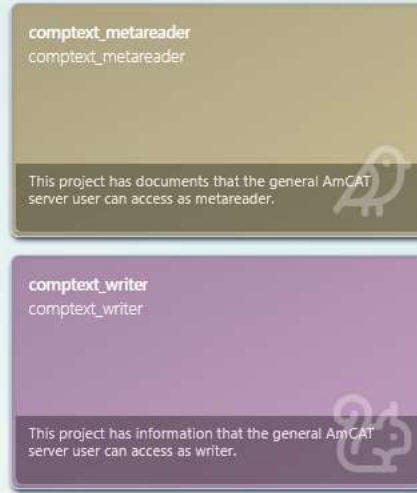 comptext_metareader
comptext_metareader
This project has documents that the general AmCAT
server user can access as metareader.
comptext_writer
comptext_writer
This project has information that the general AmCAT
server user can access as writer.